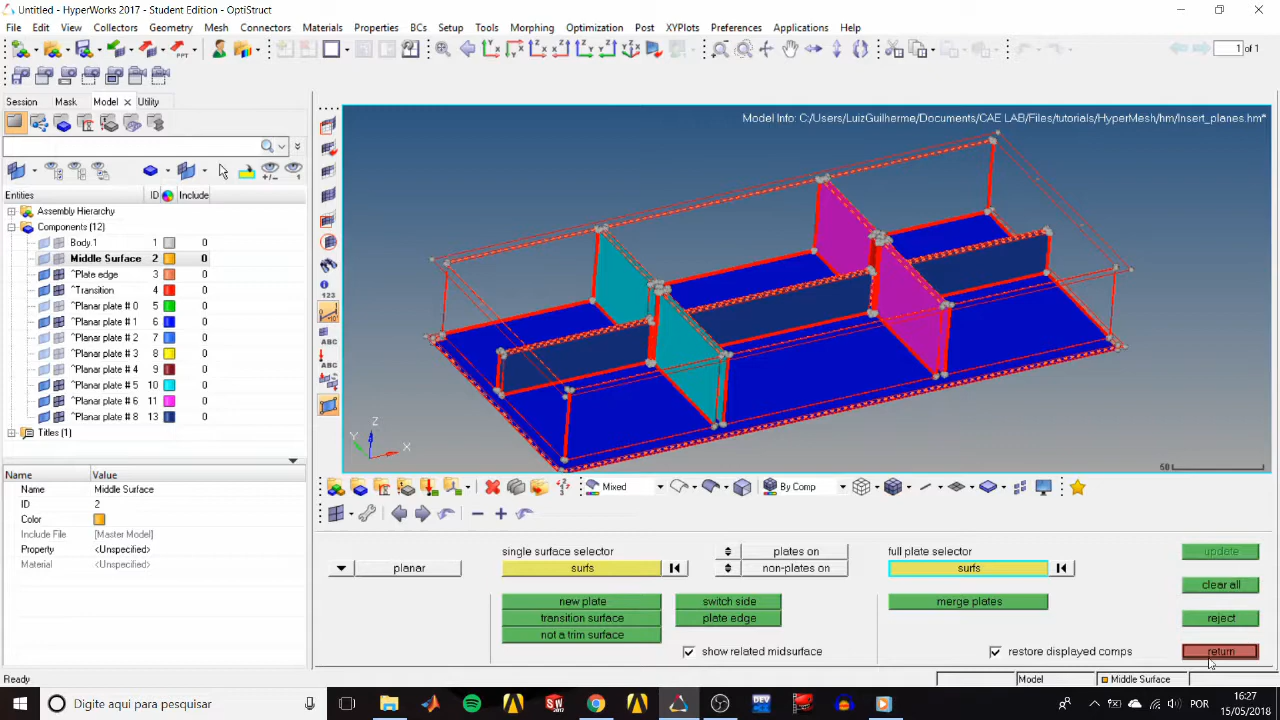 Untitled - HyperWorks 2017 - Student Edition - OptiStruct
File Edit View Collectors Geometry Mesh Connectors Materials Properties BCs Setup Tools Morphing Optimization Post XYPlots Preferences Applications Help
1 of 1
Session Mask Model Utility
Model Info: C:/Users/LuizGuilherme/Documents/CAE LAB/Files/tutorials/HyperMesh/hm/Insert_planes.hm*
Entities ID Include
Assembly Hierarchy
Components (12)
Body.1 1 0
Middle Surface 2 0
^Plate edge 3 0
^Transition 4 0
^Planar plate # 0 5 0
^Planar plate # 1 6 0
^Planar plate # 2 7 0
^Planar plate # 3 8 0
^Planar plate # 4 9 0
^Planar plate # 5 10 0
^Planar plate # 6 11 0
^Planar plate # 8 13 0
Titles (1)
123
ABC
ABC
Z
Y
X
Name Value
Name Middle Surface
ID 2
Color
Include File [Master Model]
Property <Unspecified>
Material <Unspecified>
Mixed By Comp
single surface selector plates on full plate selector update
planar surfs non-plates on surfs
clear all
new plate switch side merge plates
transition surface plate edge reject
not a trim surface
show related midsurface restore displayed comps return
Ready Model Middle Surface
Digite aqui para pesquisar
POR
16:27
15/05/2018